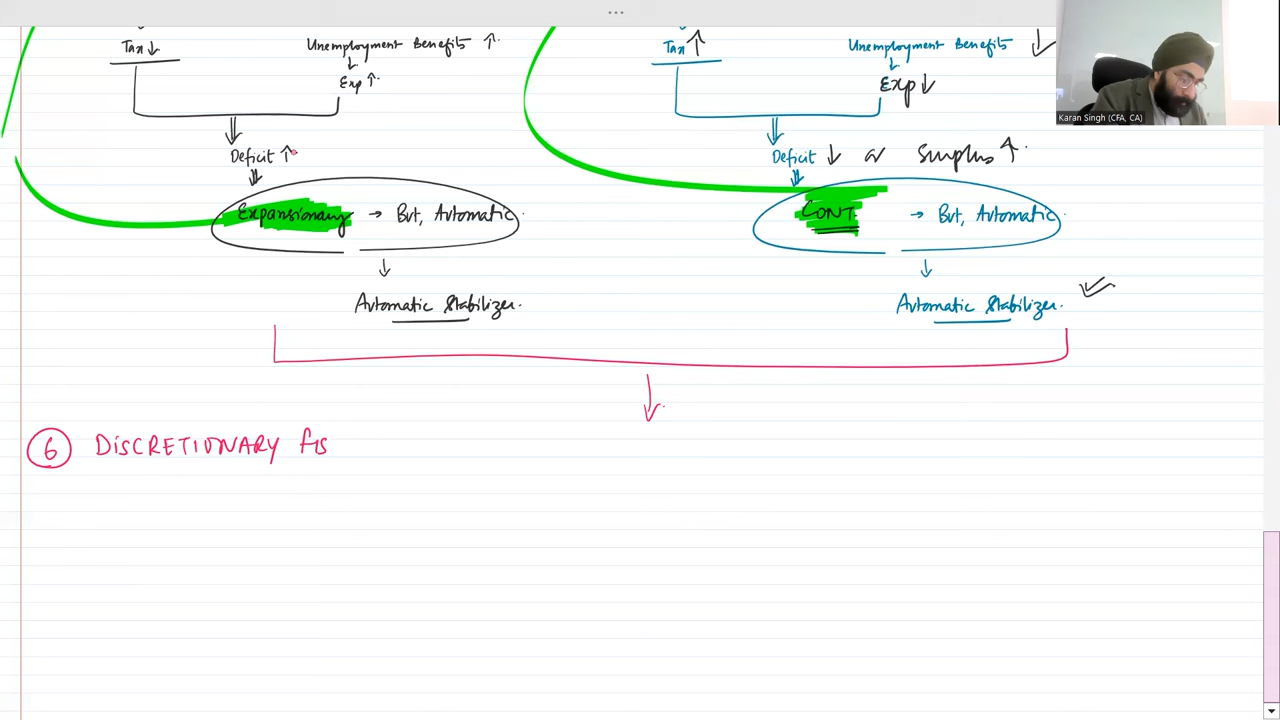 Tax ↓ Unemployment Benefits ↑
Exp ↑
Deficit ↑
Expansionary → But, Automatic
Automatic Stabilizer.
Tax ↑ Unemployment Benefits ↓
Exp ↓
Deficit ↓ or Surplus ↑
CONT. → But, Automatic
Automatic Stabilizer.
6 DISCRETIONARY FIS
Karan Singh (CFA, CA)